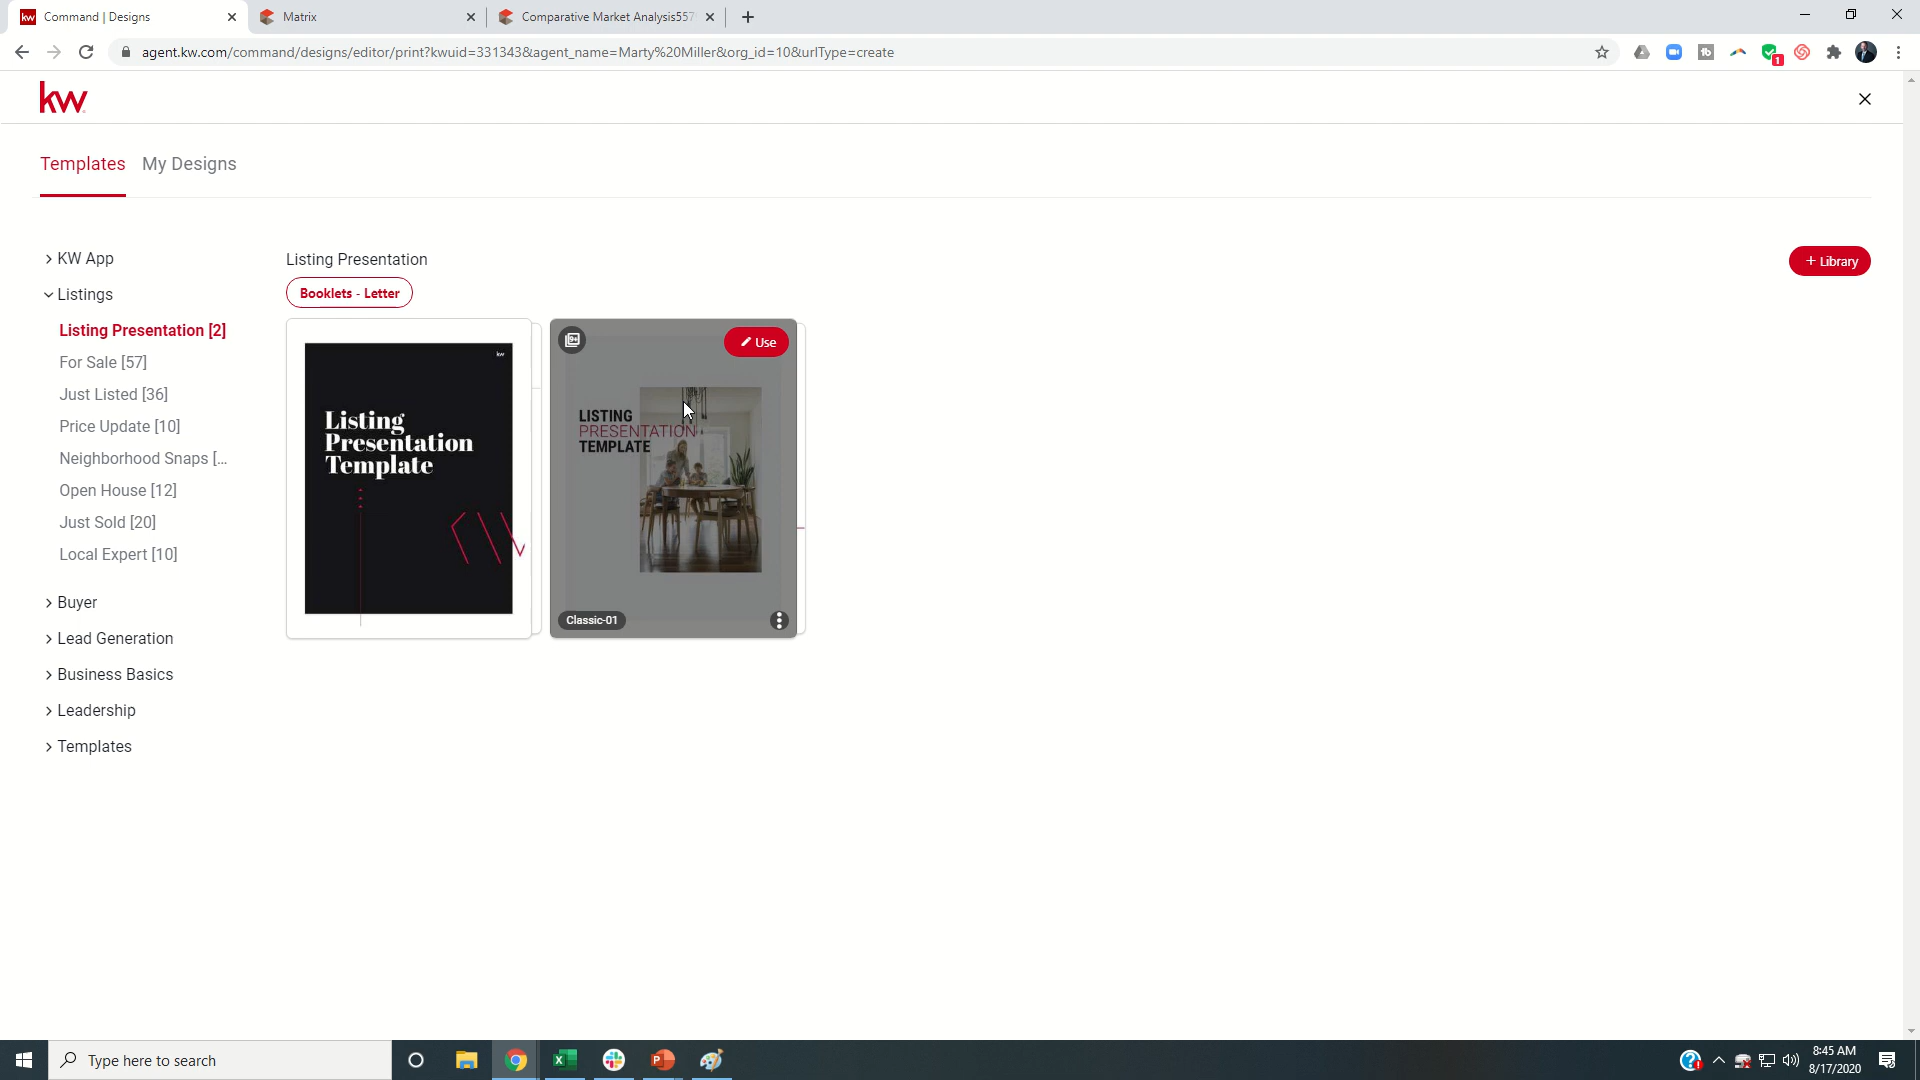 kw Command | Designs
Matrix
Comparative Market Analysis557
agent.kw.com/command/designs/editor/print?kwuid=331343&agent_name=Marty%20Miller&org_id=10&urlType=create
1
kw
Templates My Designs
KW App
Listings
Listing Presentation [2]
For Sale [57]
Just Listed [36]
Price Update [10]
Neighborhood Snaps [...
Open House [12]
Just Sold [20]
Local Expert [10]
Buyer
Lead Generation
Business Basics
Leadership
Templates
Listing Presentation
+ Library
Booklets - Letter
kw
Listing
Presentation
Template
9+
Use
LISTING
PRESENTATION
TEMPLATE
Classic-01
Type here to search
8:45 AM
8/17/2020